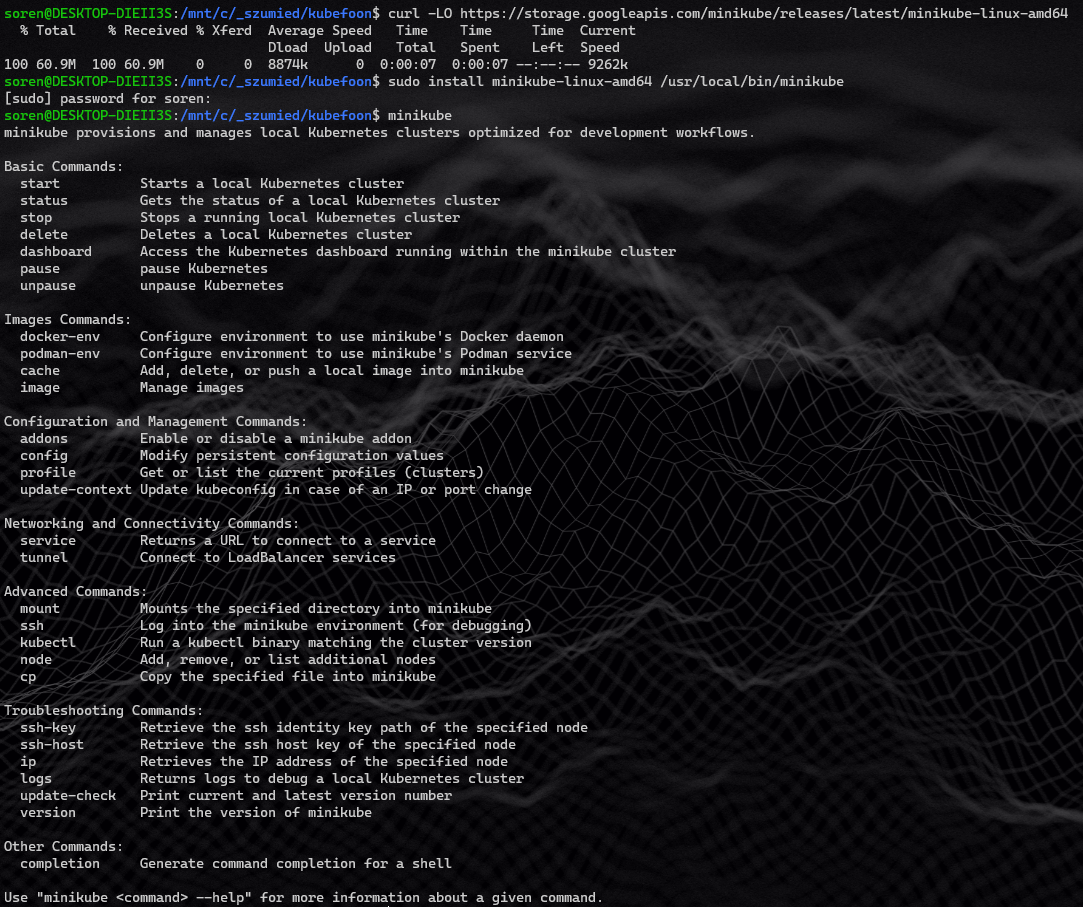 soren@DESKTOP-DIEII3S:/mnt/c/_szumied/kubefoon$ curl -LO https://storage.googleapis.com/minikube/releases/latest/minikube-linux-amd64
  % Total    % Received % Xferd  Average Speed   Time    Time     Time  Current
                                 Dload  Upload   Total   Spent    Left  Speed
100 60.9M  100 60.9M    0     0  8874k      0  0:00:07  0:00:07 --:--:-- 9262k
soren@DESKTOP-DIEII3S:/mnt/c/_szumied/kubefoon$ sudo install minikube-linux-amd64 /usr/local/bin/minikube
[sudo] password for soren:
soren@DESKTOP-DIEII3S:/mnt/c/_szumied/kubefoon$ minikube
minikube provisions and manages local Kubernetes clusters optimized for development workflows.

Basic Commands:
  start          Starts a local Kubernetes cluster
  status         Gets the status of a local Kubernetes cluster
  stop           Stops a running local Kubernetes cluster
  delete         Deletes a local Kubernetes cluster
  dashboard      Access the Kubernetes dashboard running within the minikube cluster
  pause          pause Kubernetes
  unpause        unpause Kubernetes

Images Commands:
  docker-env     Configure environment to use minikube's Docker daemon
  podman-env     Configure environment to use minikube's Podman service
  cache          Add, delete, or push a local image into minikube
  image          Manage images

Configuration and Management Commands:
  addons         Enable or disable a minikube addon
  config         Modify persistent configuration values
  profile        Get or list the current profiles (clusters)
  update-context Update kubeconfig in case of an IP or port change

Networking and Connectivity Commands:
  service        Returns a URL to connect to a service
  tunnel         Connect to LoadBalancer services

Advanced Commands:
  mount          Mounts the specified directory into minikube
  ssh            Log into the minikube environment (for debugging)
  kubectl        Run a kubectl binary matching the cluster version
  node           Add, remove, or list additional nodes
  cp             Copy the specified file into minikube

Troubleshooting Commands:
  ssh-key        Retrieve the ssh identity key path of the specified node
  ssh-host       Retrieve the ssh host key of the specified node
  ip             Retrieves the IP address of the specified node
  logs           Returns logs to debug a local Kubernetes cluster
  update-check   Print current and latest version number
  version        Print the version of minikube

Other Commands:
  completion     Generate command completion for a shell

Use "minikube <command> --help" for more information about a given command.